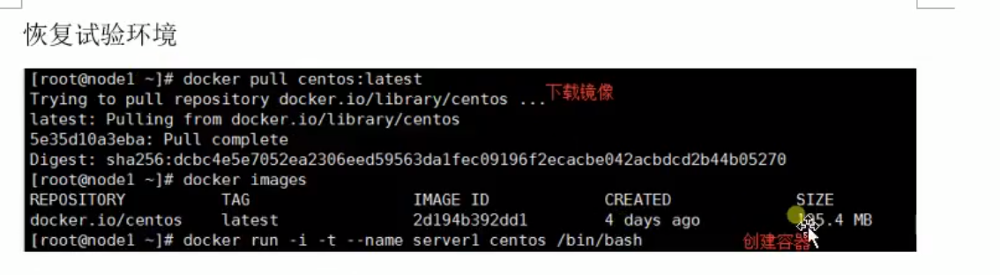 恢复试验环境
[root@node1 ~]# docker pull centos:latest
Trying to pull repository docker.io/library/centos ...
下载镜像
latest: Pulling from docker.io/library/centos
5e35d10a3eba: Pull complete
Digest: sha256:dcbc4e5e7052ea2306eed59563da1fec09196f2ecacbe042acbdcd2b44b05270
[root@node1 ~]# docker images
REPOSITORY TAG IMAGE ID CREATED SIZE
docker.io/centos latest 2d194b392dd1 4 days ago MB
[root@node1 ~]# docker run -i -t --name server1 centos /bin/bash
创建容器